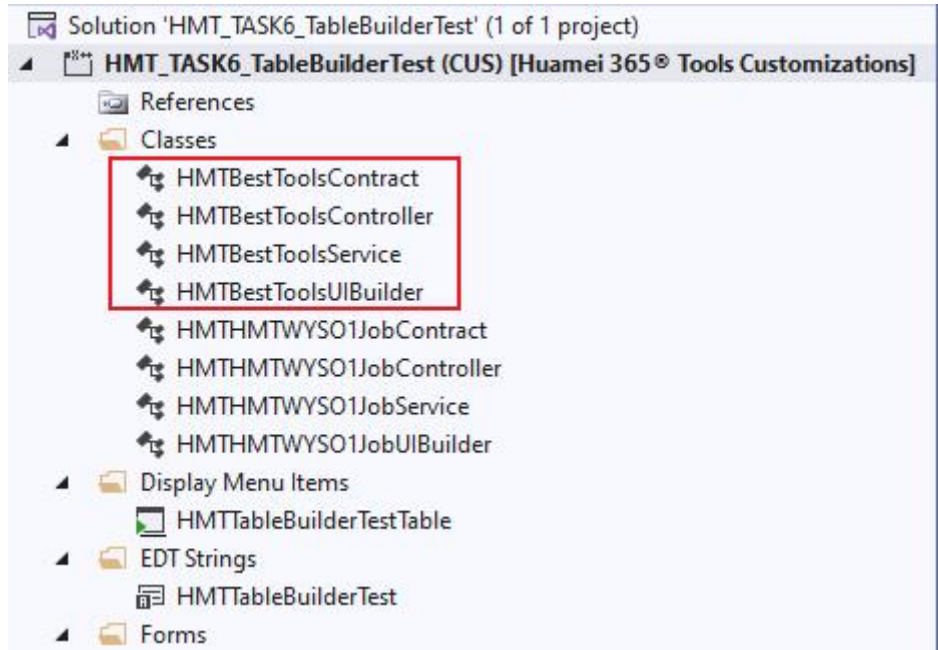 Solution 'HMT_TASK6_TableBuilderTest' (1 of 1 project)
HMT_TASK6_TableBuilderTest (CUS) [Huamei 365® Tools Customizations]
References
Classes
HMTBestToolsContract
HMTBestToolsController
HMTBestToolsService
HMTBestToolsUIBuilder
HMTHMTWYSO1JobContract
HMTHMTWYSO1JobController
HMTHMTWYSO1JobService
HMTHMTWYSO1JobUIBuilder
Display Menu Items
HMTTableBuilderTestTable
EDT Strings
HMTTableBuilderTest
Forms